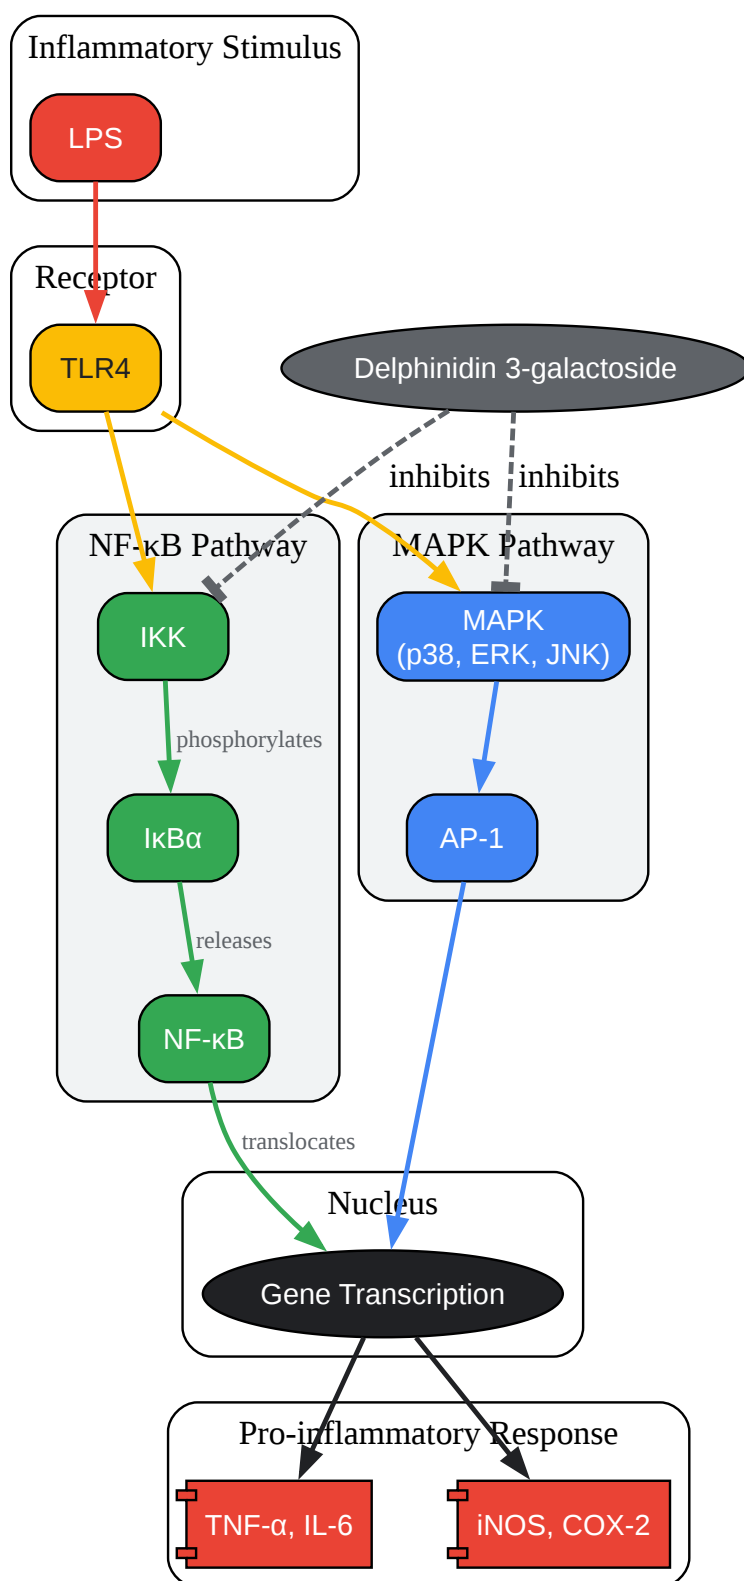 Inflammatory Stimulus
LPS
Receptor
TLR4
Delphinidin 3-galactoside
inhibits
inhibits
NF-κB Pathway
MAPK Pathway
IKK
MAPK
(p38, ERK, JNK)
phosphorylates
IκBα
AP-1
releases
NF-κB
translocates
Nucleus
Gene Transcription
Pro-inflammatory Response
TNF-α, IL-6
iNOS, COX-2